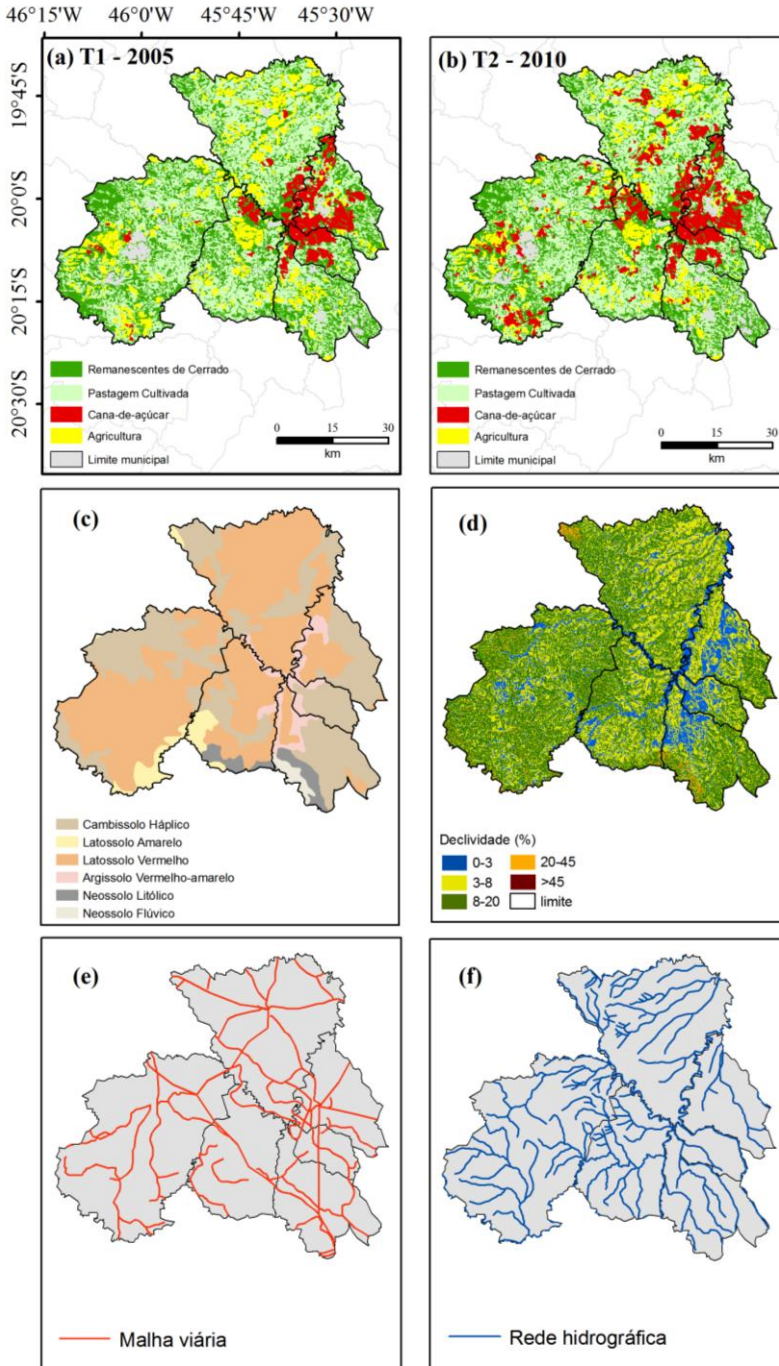 46°15'W 46°0'W 45°45'W 45°30'W
(a) T1 - 2005
(b) T2 - 2010
19°45'S
20°0'S
20°15'S
20°30'S
Remanescentes de Cerrado
Pastagem Cultivada
Cana-de-açúcar
Agricultura
Limite municipal
0 15 30
km
Remanescentes de Cerrado
Pastagem Cultivada
Cana-de-açúcar
Agricultura
Limite municipal
0 15 30
km
(c)
Cambissolo Háplico
Latossolo Amarelo
Latossolo Vermelho
Argissolo Vermelho-amarelo
Neossolo Litólico
Neossolo Flúvico
(d)
Declividade (%)
0-3 20-45
3-8 >45
8-20 limite
(e)
Malha viária
(f)
Rede hidrográfica